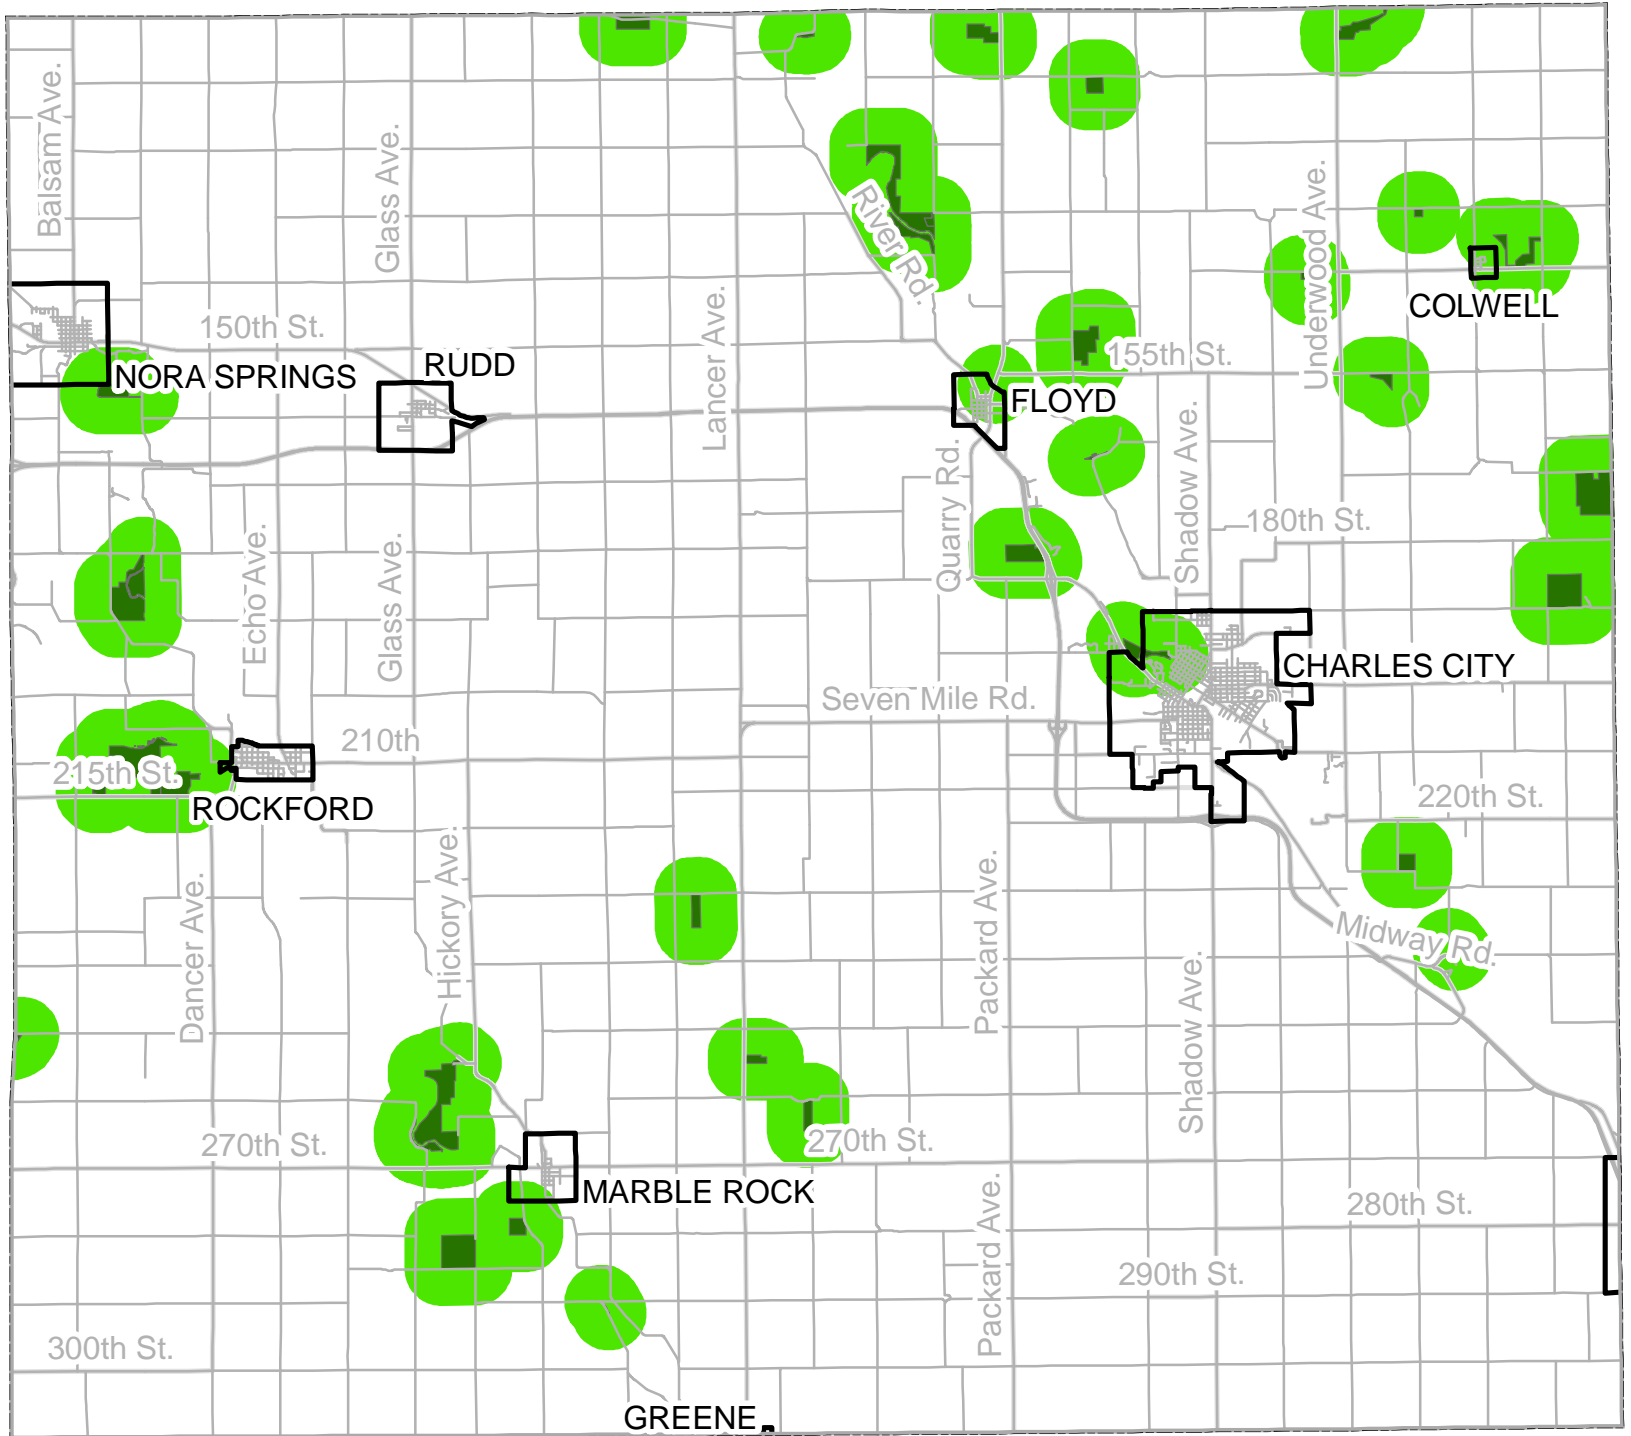 Balsam Ave.
Glass Ave.
River Rd.
Underwood Ave.
COLWELL
150th St.
Lancer Ave.
155th St.
RUDD
NORA SPRINGS
FLOYD
Quarry Rd.
Shadow Ave.
180th St.
Echo Ave.
Glass Ave.
CHARLES CITY
Seven Mile Rd.
210th
215th St.
ROCKFORD
220th St.
Dancer Ave.
Hickory Ave.
Packard Ave.
Midway Rd.
Shadow Ave.
270th St.
270th St.
MARBLE ROCK
280th St.
Packard Ave.
290th St.
300th St.
GREENE